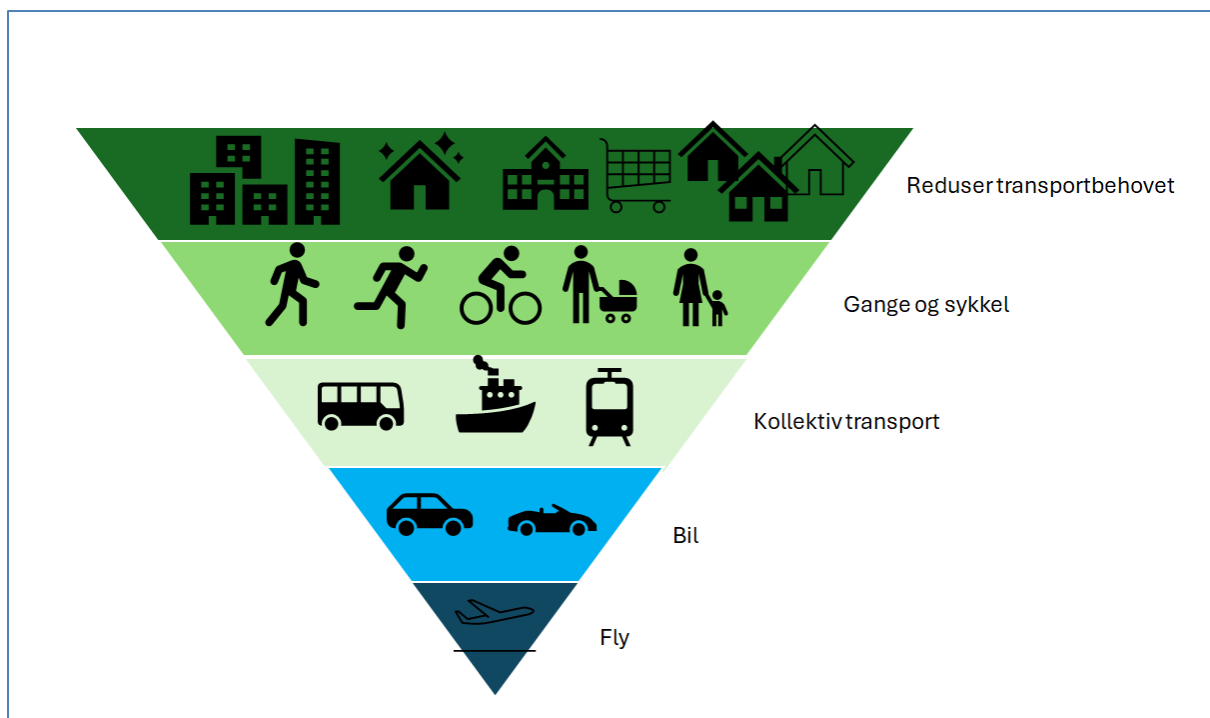 Reduser transportbehovet
Gange og sykkel
Kollektiv transport
Bil
Fly